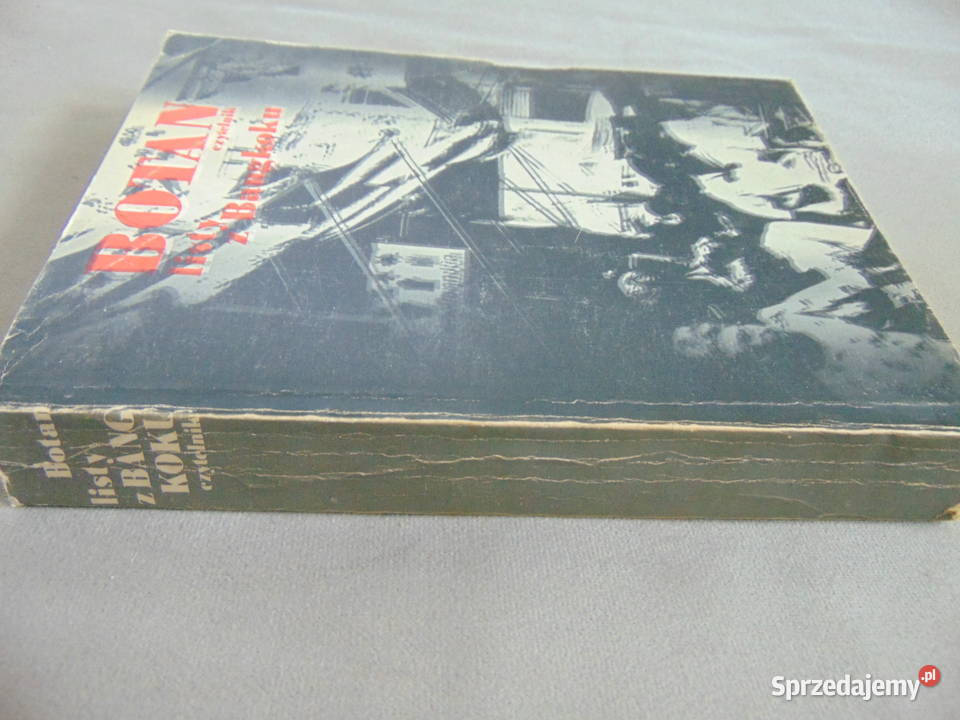 BOTAN
czytelnik
listy
z Bangkoku
Botan
listy
z BANG
KOKU
czytelnik
Sprzedajemy.pl